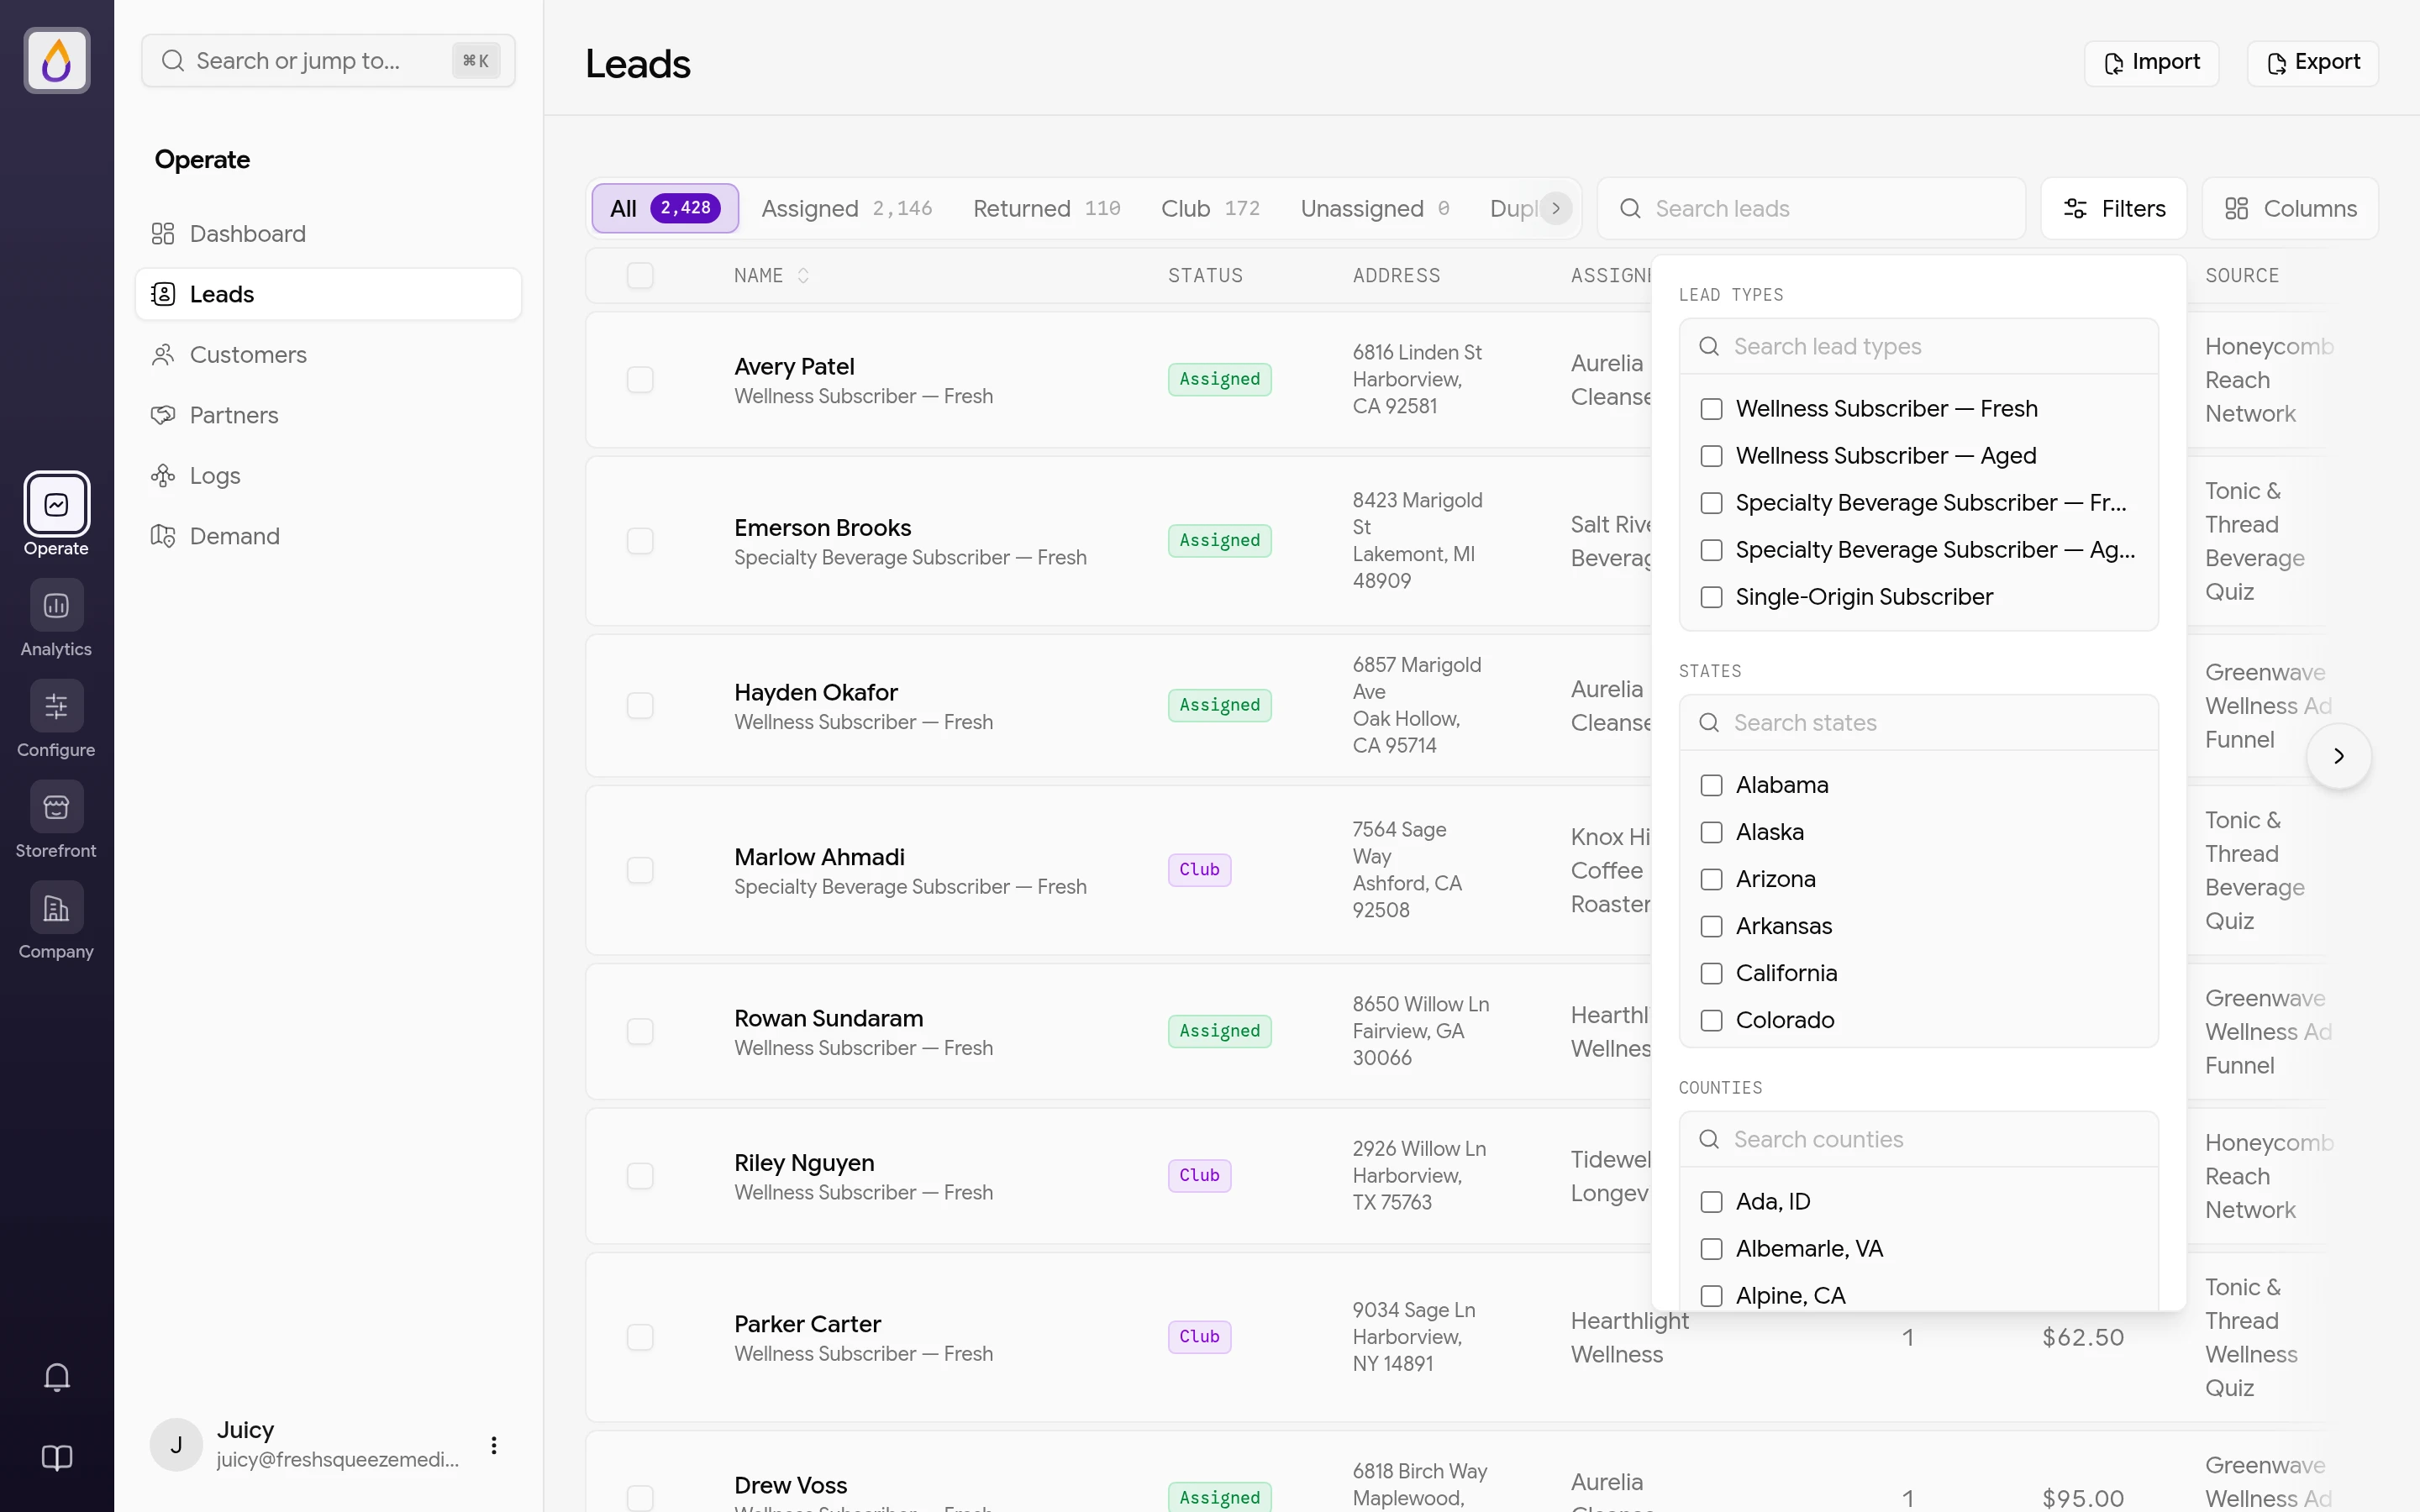 Search or jump to...
⌘K
Operate
Dashboard
Leads
Customers
Partners
Logs
Demand
Operate
Analytics
Configure
Storefront
Company
J
Juicy
juicy@freshsqueezemedi...
Leads
Import
Export
All 2,428
Assigned 2,146
Returned 110
Club 172
Unassigned 0
Search leads
Filters
Columns
NAME
STATUS
ADDRESS
SOURCE
Avery Patel
Wellness Subscriber — Fresh
Assigned
6816 Linden St
Harborview,
CA 92581
Aurelia
Honeycomb
Reach
Network
Emerson Brooks
Specialty Beverage Subscriber — Fresh
Assigned
8423 Marigold
St
Lakemont, MI
48909
Tonic &
Thread
Beverage
Quiz
Hayden Okafor
Wellness Subscriber — Fresh
Assigned
6857 Marigold
Ave
Oak Hollow,
CA 95714
Aurelia
Greenwave
Wellness Ad
Funnel
Marlow Ahmadi
Specialty Beverage Subscriber — Fresh
Club
7564 Sage
Way
Ashford, CA
92508
Knox Hi
Coffee
Roaster
Tonic &
Thread
Beverage
Quiz
Rowan Sundaram
Wellness Subscriber — Fresh
Assigned
8650 Willow Ln
Fairview, GA
30066
Greenwave
Wellness Ad
Funnel
Riley Nguyen
Wellness Subscriber — Fresh
Club
2926 Willow Ln
Harborview,
TX 75763
Honeycomb
Reach
Network
Parker Carter
Wellness Subscriber — Fresh
Club
9034 Sage Ln
Harborview,
NY 14891
Hearthlight
Wellness
1
$62.50
Tonic &
Thread
Wellness
Quiz
Drew Voss
Assigned
6818 Birch Way
Maplewood,
Aurelia
1
$95.00
Greenwave
Wellness Ad
LEAD TYPES
Search lead types
Wellness Subscriber — Fresh
Wellness Subscriber — Aged
Specialty Beverage Subscriber — Fr...
Specialty Beverage Subscriber — Ag...
Single-Origin Subscriber
STATES
Search states
Alabama
Alaska
Arizona
Arkansas
California
Colorado
COUNTIES
Search counties
Ada, ID
Albemarle, VA
Alpine, CA